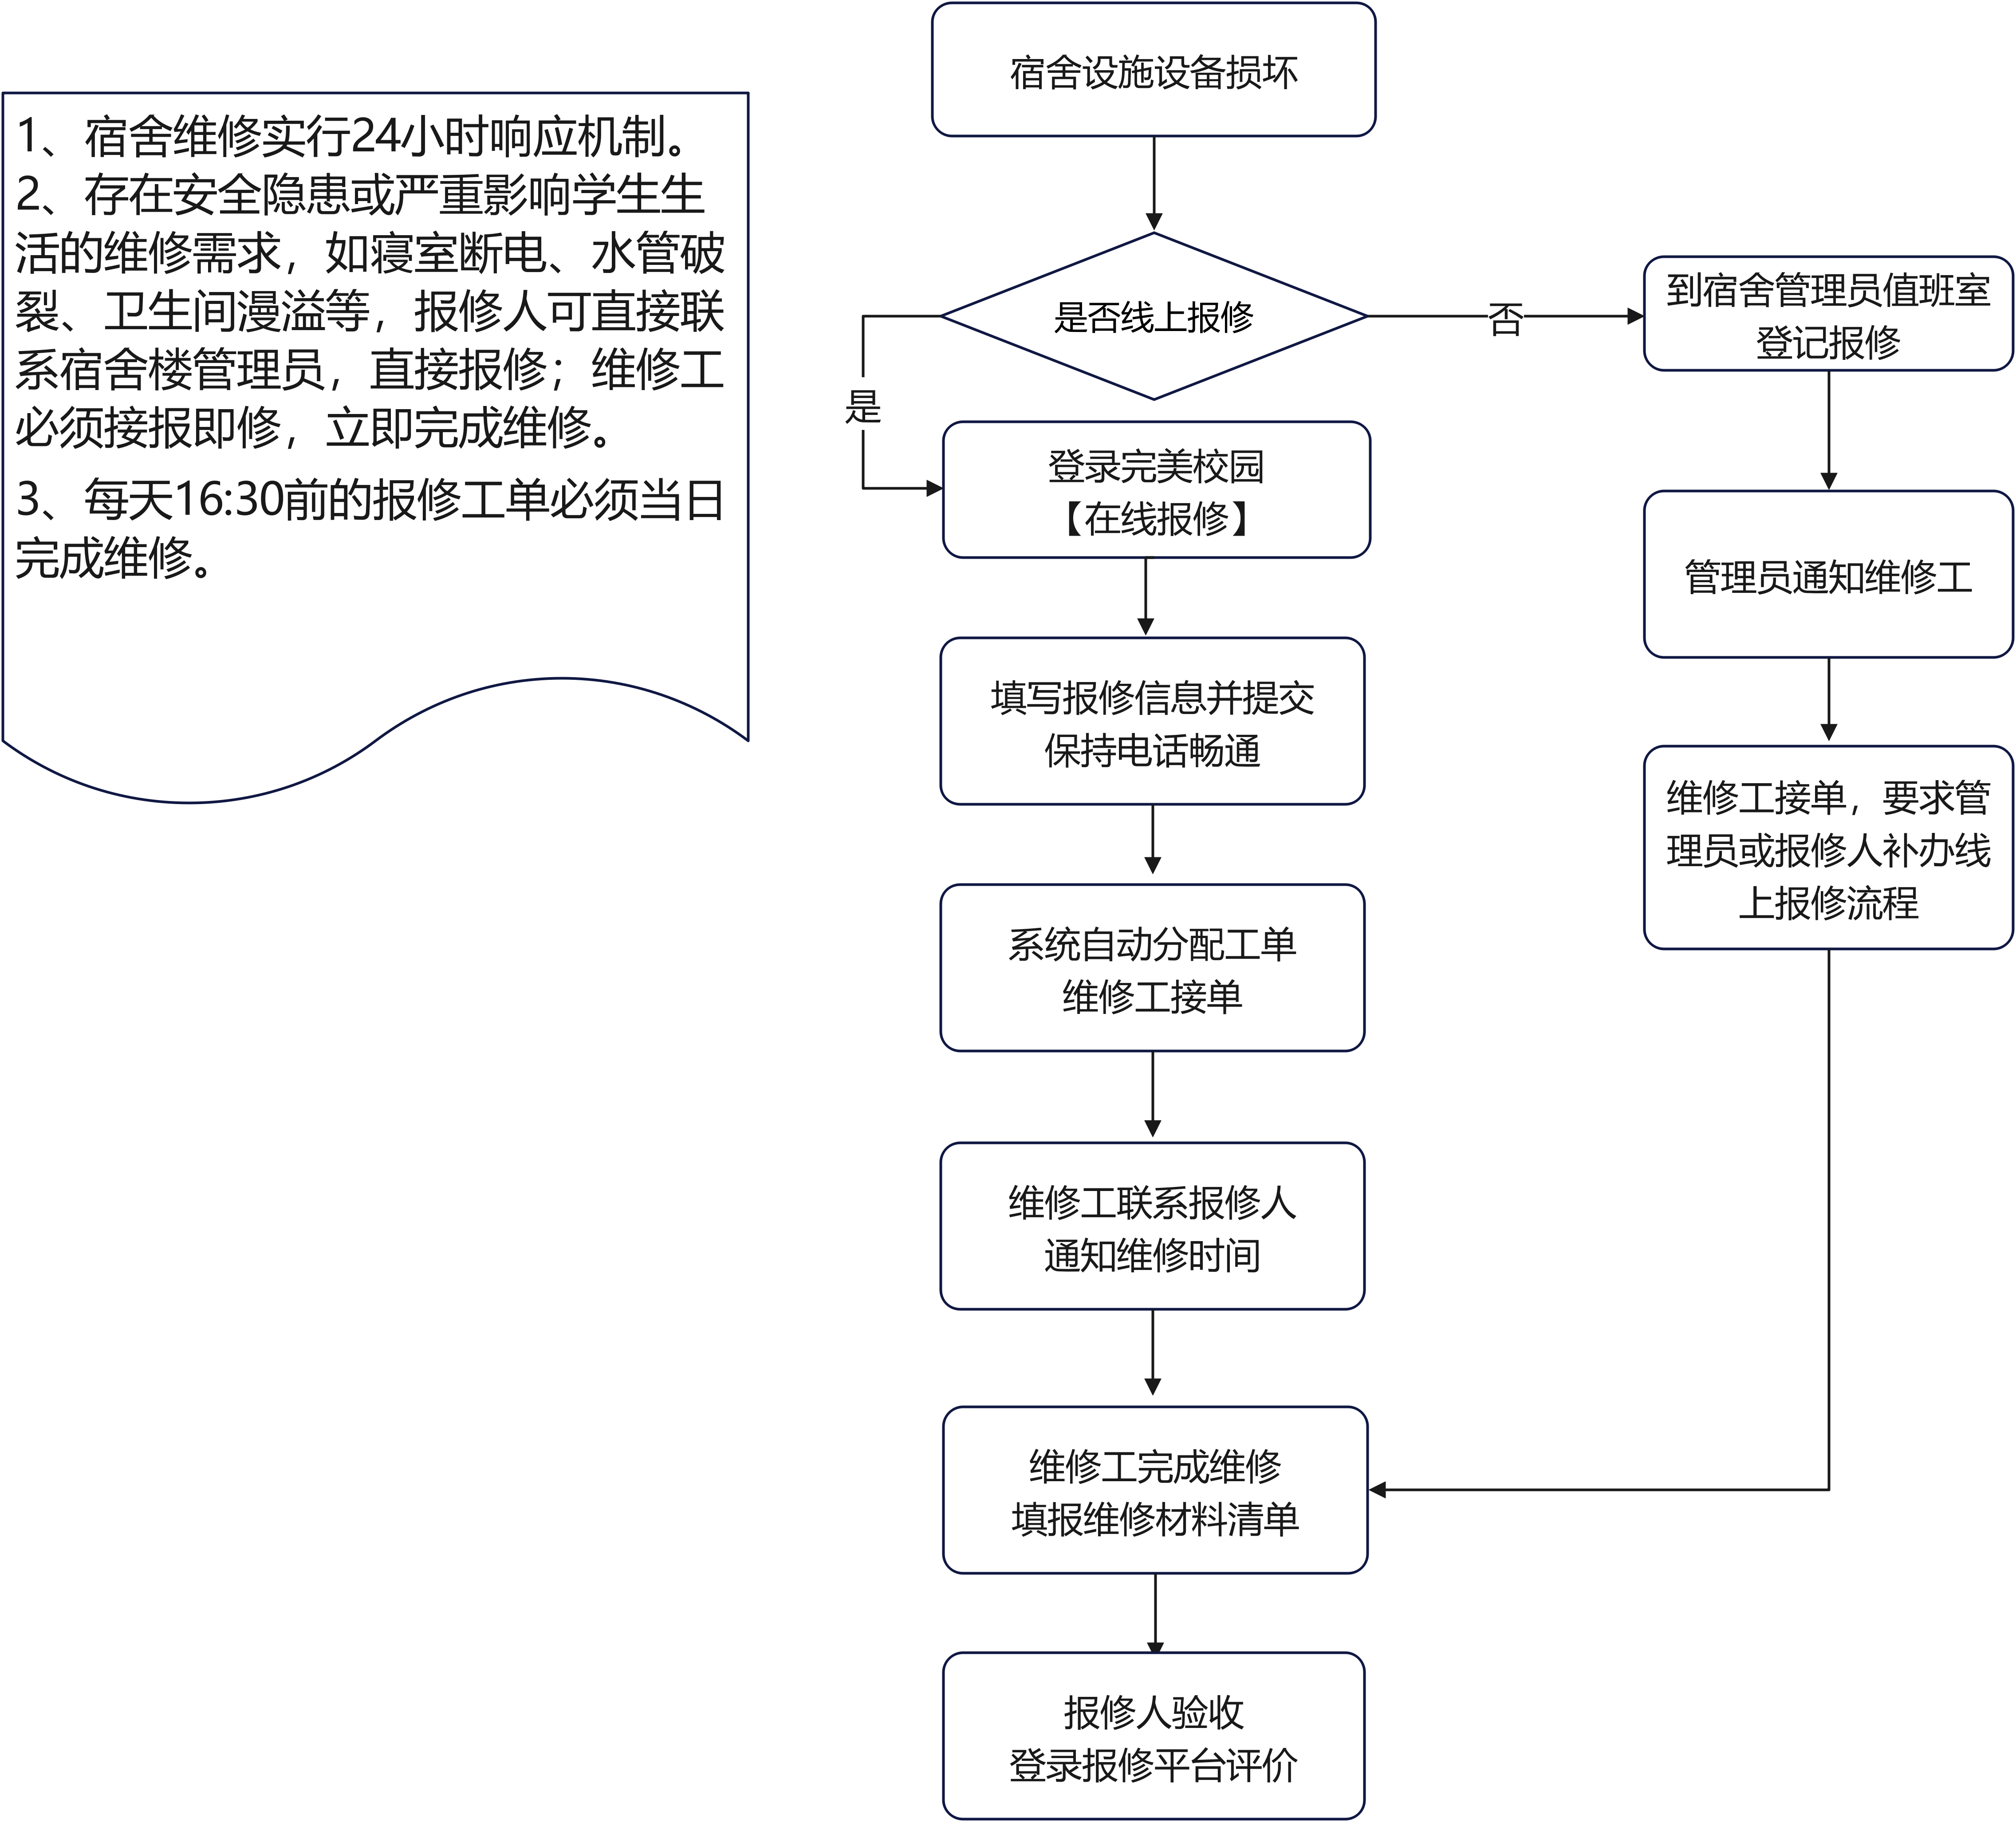 1、宿舍维修实行24小时响应机制。
2、存在安全隐患或严重影响学生生
活的维修需求，如寝室断电、水管破
裂、卫生间漫溢等，报修人可直接联
系宿舍楼管理员，直接报修；维修工
必须接报即修，立即完成维修。
3、每天16:30前的报修工单必须当日
完成维修。
宿舍设施设备损坏
是否线上报修
是
否
登录完美校园
【在线报修】
填写报修信息并提交
保持电话畅通
系统自动分配工单
维修工接单
维修工联系报修人
通知维修时间
维修工完成维修
填报维修材料清单
报修人验收
登录报修平台评价
到宿舍管理员值班室
登记报修
管理员通知维修工
维修工接单，要求管
理员或报修人补办线
上报修流程